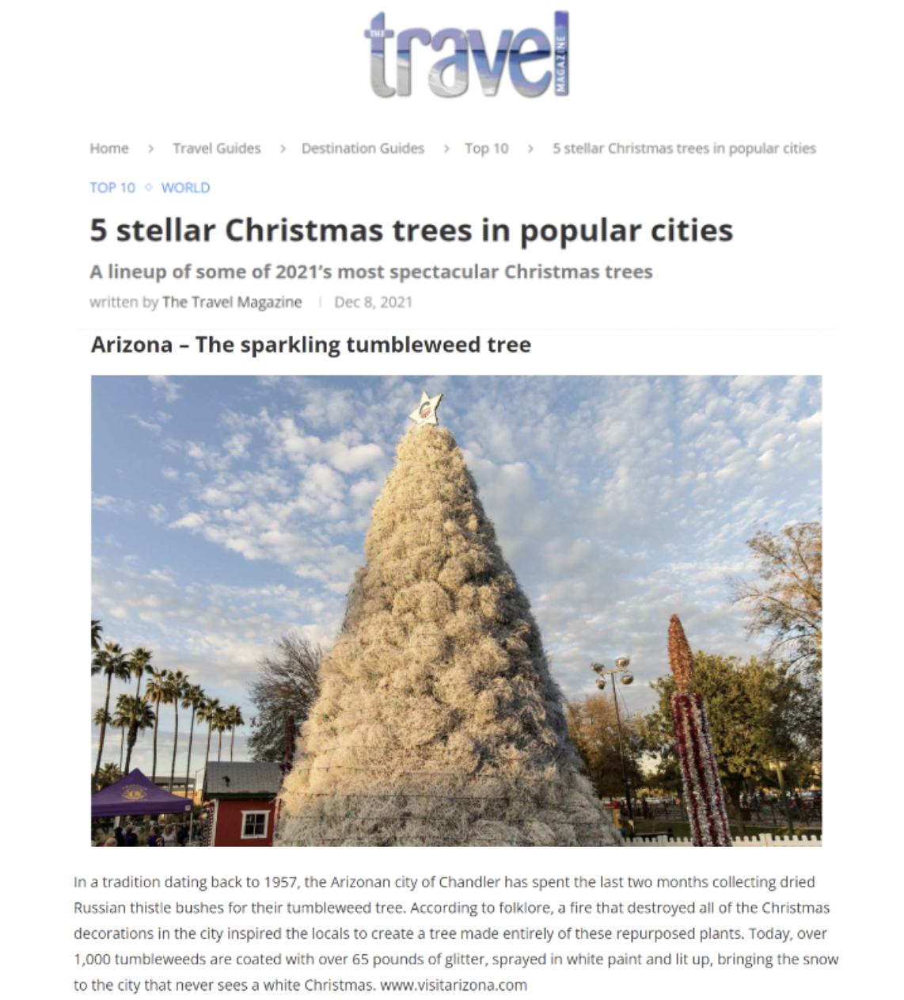 THE travel MAGAZINE
Home > Travel Guides > Destination Guides > Top 10 > 5 stellar Christmas trees in popular cities
TOP 10 ◇ WORLD
5 stellar Christmas trees in popular cities
A lineup of some of 2021’s most spectacular Christmas trees
written by The Travel Magazine | Dec 8, 2021
Arizona – The sparkling tumbleweed tree
C
In a tradition dating back to 1957, the Arizonan city of Chandler has spent the last two months collecting dried
Russian thistle bushes for their tumbleweed tree. According to folklore, a fire that destroyed all of the Christmas
decorations in the city inspired the locals to create a tree made entirely of these repurposed plants. Today, over
1,000 tumbleweeds are coated with over 65 pounds of glitter, sprayed in white paint and lit up, bringing the snow
to the city that never sees a white Christmas. www.visitarizona.com